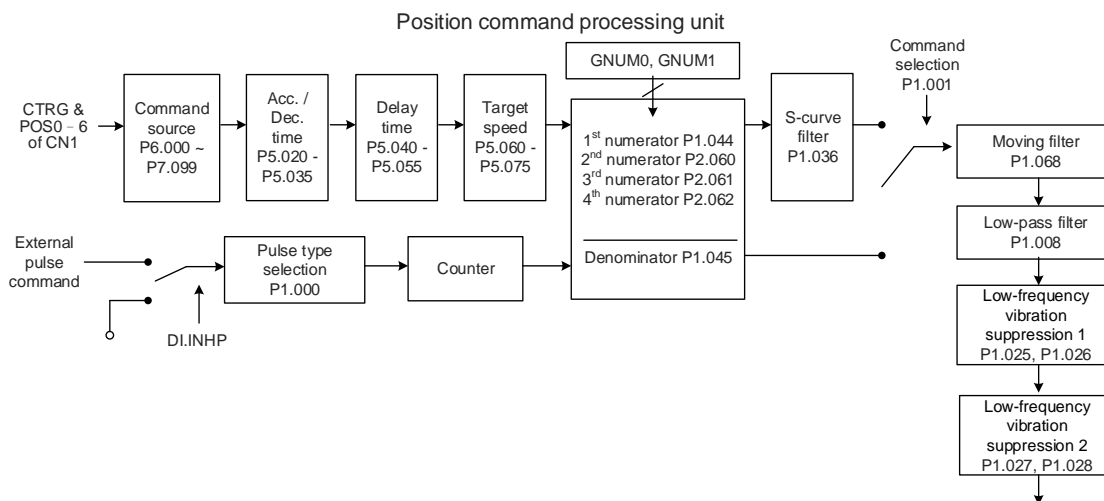 Position command processing unit
GNUM0, GNUM1
Command
selection
P1.001
CTRG &
POS0 - 6
of CN1
Command
source
P6.000 ~
P7.099
Acc. /
Dec.
time
P5.020 -
P5.035
Delay
time
P5.040 -
P5.055
Target
speed
P5.060 -
P5.075
1st numerator P1.044
2nd numerator P2.060
3rd numerator P2.061
4th numerator P2.062
Denominator P1.045
S-curve
filter
P1.036
Moving filter
P1.068
Low-pass filter
P1.008
Low-frequency
vibration
suppression 1
P1.025, P1.026
Low-frequency
vibration
suppression 2
P1.027, P1.028
External
pulse
command
DI.INHP
Pulse type
selection
P1.000
Counter